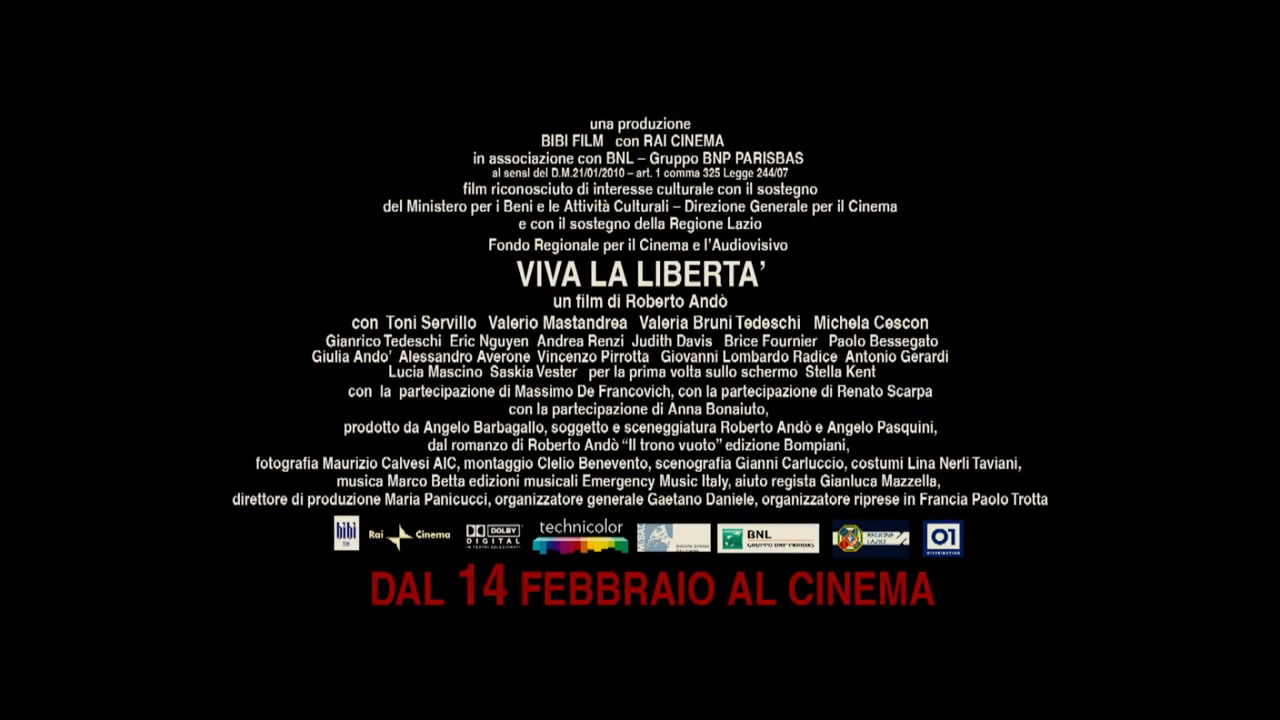 una produzione
BIBI FILM con RAI CINEMA
in associazione con BNL – Gruppo BNP PARISBAS
ai sensi del D.M.21/01/2010 – art. 1 comma 325 Legge 244/07
film riconosciuto di interesse culturale con il sostegno
del Ministero per i Beni e le Attività Culturali – Direzione Generale per il Cinema
e con il sostegno della Regione Lazio
Fondo Regionale per il Cinema e l'Audiovisivo
VIVA LA LIBERTA'
un film di Roberto Andò
con Toni Servillo Valerio Mastandrea Valeria Bruni Tedeschi Michela Cescon
Gianrico Tedeschi Eric Nguyen Andrea Renzi Judith Davis Brice Fournier Paolo Bessegato
Giulia Ando' Alessandro Averone Vincenzo Pirrotta Giovanni Lombardo Radice Antonio Gerardi
Lucia Mascino Saskia Vester per la prima volta sullo schermo Stella Kent
con la partecipazione di Massimo De Francovich, con la partecipazione di Renato Scarpa
con la partecipazione di Anna Bonaiuto,
prodotto da Angelo Barbagallo, soggetto e sceneggiatura Roberto Andò e Angelo Pasquini,
dal romanzo di Roberto Andò "Il trono vuoto" edizione Bompiani,
fotografia Maurizio Calvesi AIC, montaggio Clelio Benevento, scenografia Gianni Carluccio, costumi Lina Nerli Taviani,
musica Marco Betta edizioni musicali Emergency Music Italy, aiuto regista Gianluca Mazzella,
direttore di produzione Maria Panicucci, organizzatore generale Gaetano Daniele, organizzatore riprese in Francia Paolo Trotta
bibi film Rai Cinema DOLBY DIGITAL IN TEATRI SELEZIONATI technicolor BNL GRUPPO BNP PARIBAS REGIONE LAZIO 01 DISTRIBUTION
DAL 14 FEBBRAIO AL CINEMA